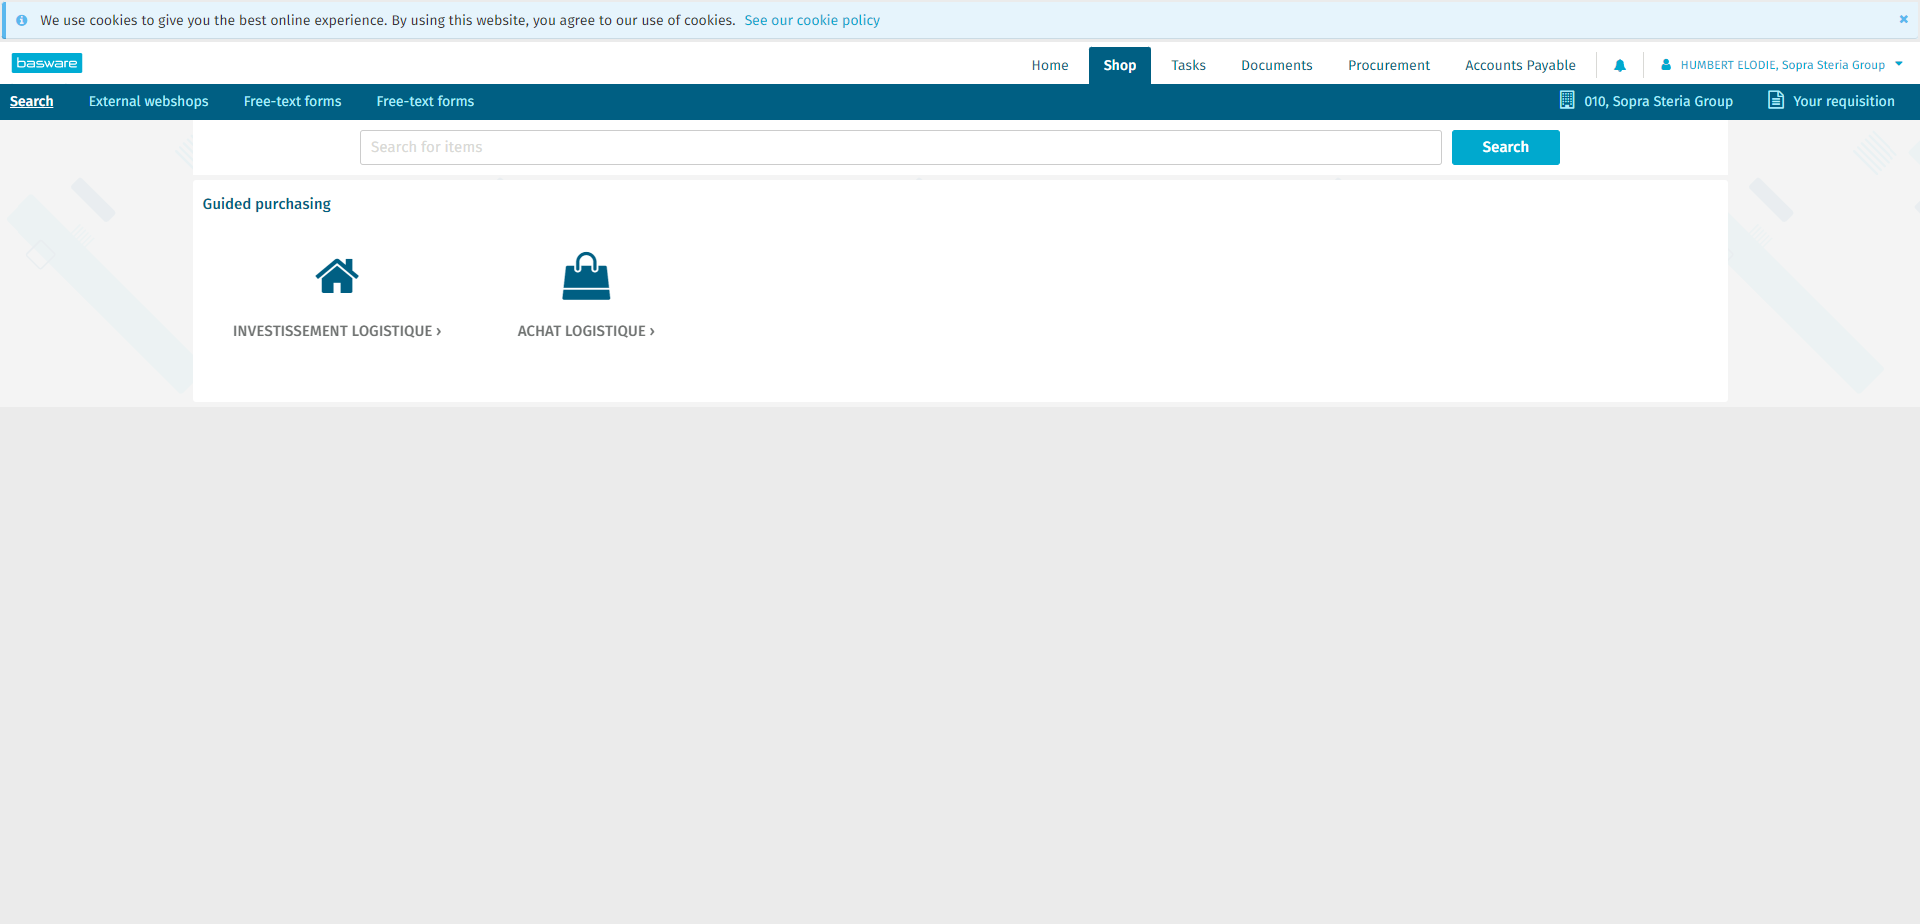 We use cookies to give you the best online experience. By using this website, you agree to our use of cookies. See our cookie policy
basware
Home Shop Tasks Documents Procurement Accounts Payable HUMBERT ELODIE, Sopra Steria Group
Search External webshops Free-text forms Free-text forms 010, Sopra Steria Group Your requisition
Search for items Search
Guided purchasing
INVESTISSEMENT LOGISTIQUE › ACHAT LOGISTIQUE ›